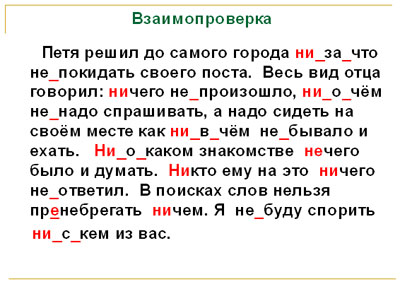 Взаимопроверка
Петя решил до самого города ни_за_что
не_покидать своего поста. Весь вид отца
говорил: ничего не_произошло, ни_о_чём
не_надо спрашивать, а надо сидеть на
своём месте как ни_в_чём не_бывало и
ехать. Ни_о_каком знакомстве нечего
было и думать. Никто ему на это ничего
не_ответил. В поисках слов нельзя
пренебрегать ничем. Я не_буду спорить
ни_с_кем из вас.